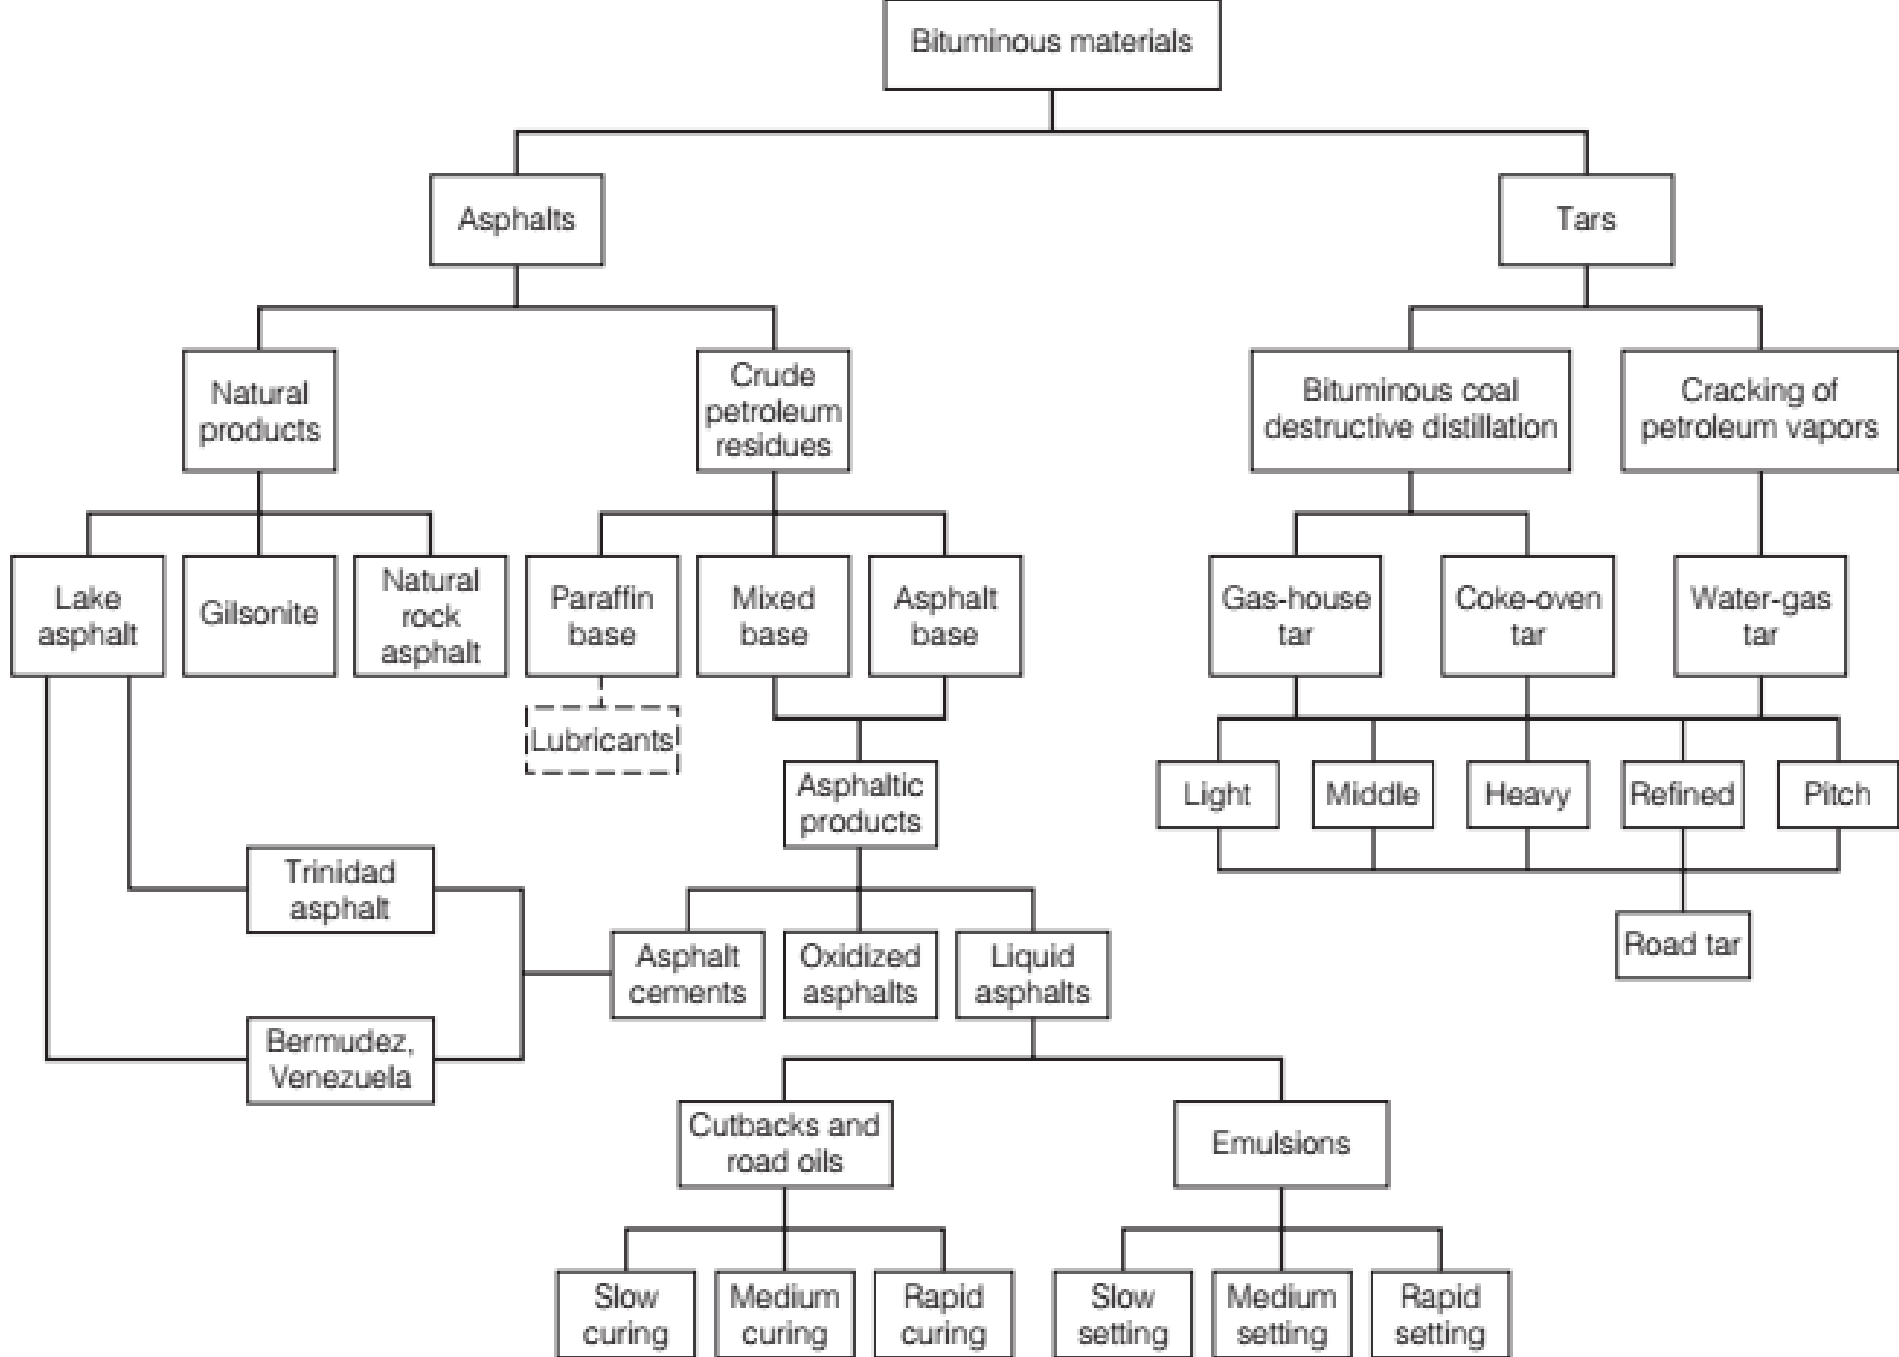 Bituminous materials
Asphalts
Tars
Natural
products
Crude
petroleum
residues
Bituminous coal
destructive distillation
Cracking of
petroleum vapors
Lake
asphalt
Gilsonite
Natural
rock
asphalt
Paraffin
base
Mixed
base
Asphalt
base
Gas-house
tar
Coke-oven
tar
Water-gas
tar
Lubricants
Asphaltic
products
Light
Middle
Heavy
Refined
Pitch
Trinidad
asphalt
Asphalt
cements
Oxidized
asphalts
Liquid
asphalts
Road tar
Bermudez,
Venezuela
Cutbacks and
road oils
Emulsions
Slow
curing
Medium
curing
Rapid
curing
Slow
setting
Medium
setting
Rapid
setting